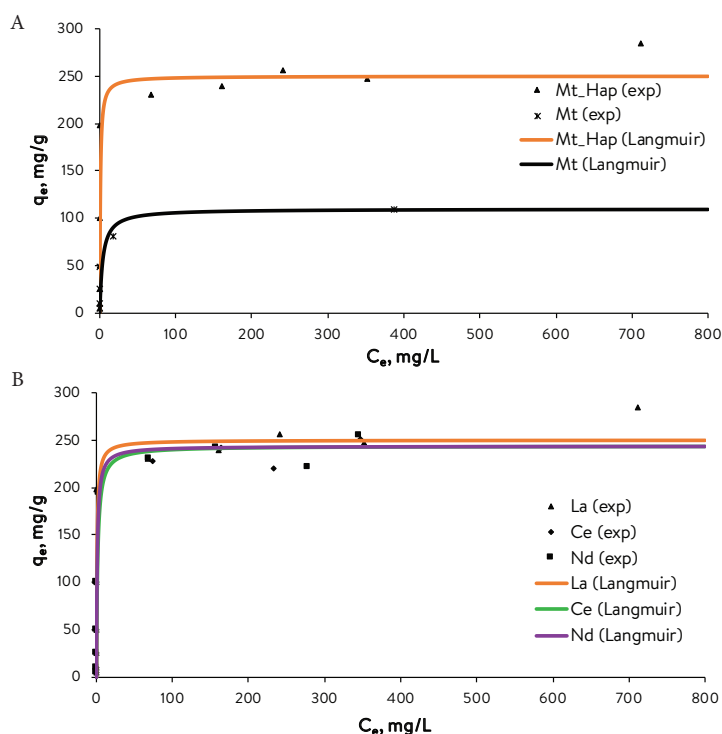 A
300
250
200
150
100
50
0
qe, mg/g
Mt_Hap (exp)
Mt (exp)
Mt_Hap (Langmuir)
Mt (Langmuir)
0 100 200 300 400 500 600 700 800
Ce, mg/L
B
300
250
200
150
100
50
0
qe, mg/g
La (exp)
Ce (exp)
Nd (exp)
La (Langmuir)
Ce (Langmuir)
Nd (Langmuir)
0 100 200 300 400 500 600 700 800
Ce, mg/L